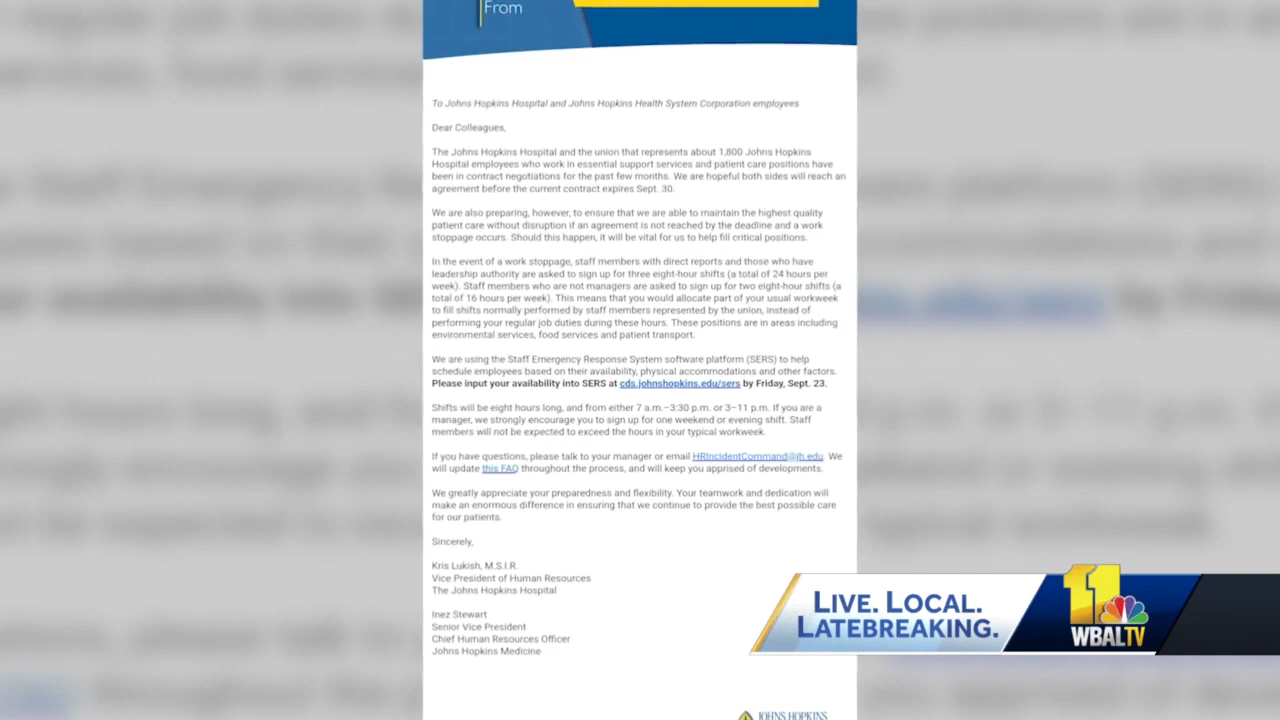 From
To Johns Hopkins Hospital and Johns Hopkins Health System Corporation employees
Dear Colleagues,
The Johns Hopkins Hospital and the union that represents about 1,800 Johns Hopkins
Hospital employees who work in essential support services and patient care positions have
been in contract negotiations for the past few months. We are hopeful both sides will reach an
agreement before the current contract expires Sept. 30.
We are also preparing, however, to ensure that we are able to maintain the highest quality
patient care without disruption if an agreement is not reached by the deadline and a work
stoppage occurs. Should this happen, it will be vital for us to help fill critical positions.
In the event of a work stoppage, staff members with direct reports and those who have
leadership authority are asked to sign up for three eight-hour shifts (a total of 24 hours per
week). Staff members who are not managers are asked to sign up for two eight-hour shifts (a
total of 16 hours per week). This means that you would allocate part of your usual workweek
to fill shifts normally performed by staff members represented by the union, instead of
performing your regular job duties during these hours. These positions are in areas including
environmental services, food services and patient transport.
We are using the Staff Emergency Response System software platform (SERS) to help
schedule employees based on their availability, physical accommodations and other factors.
Please input your availability into SERS at cds.johnshopkins.edu/sers by Friday, Sept. 23.
Shifts will be eight hours long, and from either 7 a.m.–3:30 p.m. or 3–11 p.m. If you are a
manager, we strongly encourage you to sign up for one weekend or evening shift. Staff
members will not be expected to exceed the hours in your typical workweek.
If you have questions, please talk to your manager or email HRIncidentCommand@jh.edu. We
will update this FAQ throughout the process, and will keep you apprised of developments.
We greatly appreciate your preparedness and flexibility. Your teamwork and dedication will
make an enormous difference in ensuring that we continue to provide the best possible care
for our patients.
Sincerely,
Kris Lukish, M.S.I.R.
Vice President of Human Resources
The Johns Hopkins Hospital
Inez Stewart
Senior Vice President
Chief Human Resources Officer
Johns Hopkins Medicine
JOHNS HOPKINS
LIVE. LOCAL.
LATEBREAKING.
11
WBALTV